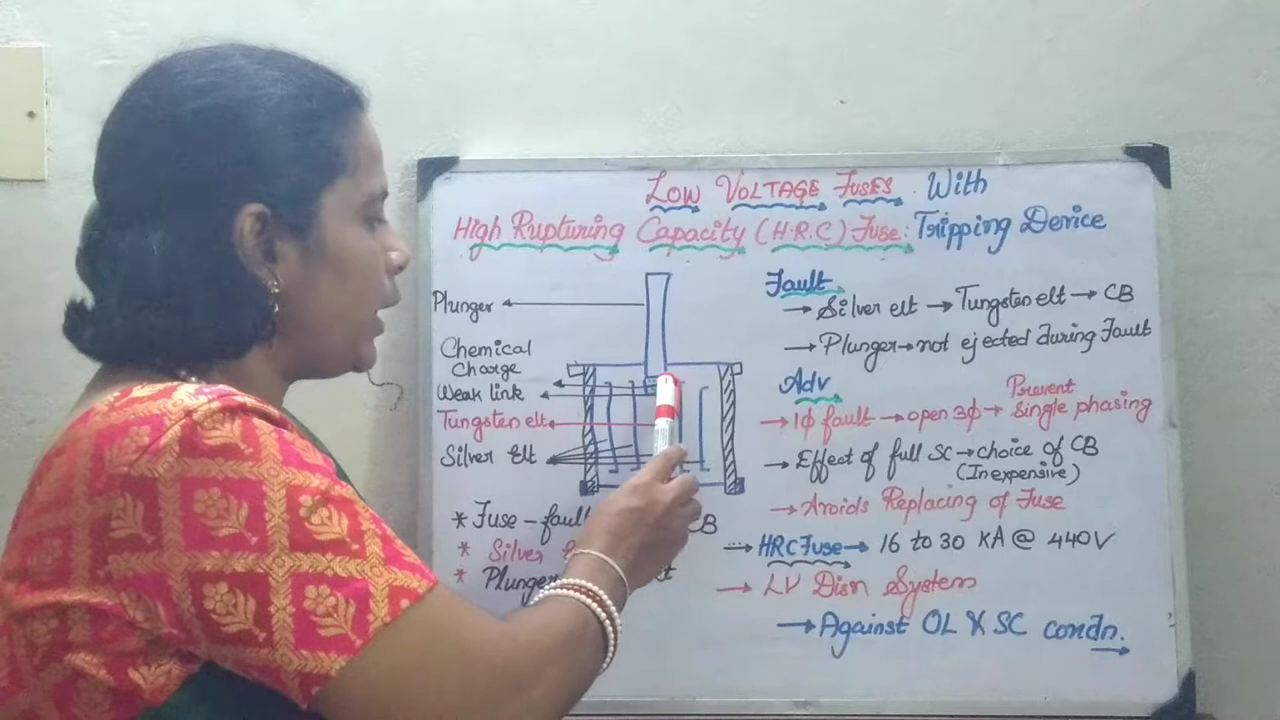 LOW VOLTAGE FUSES With
High Rupturing Capacity (H.R.C) Fuse: Tripping Device
Plunger
Chemical
Charge
Weak link
Tungsten elt
Silver elt
* Fuse - fault
CB
* Silver
* Plunger
Fault
→ Silver elt → Tungsten elt → CB
→ Plunger → not ejected during fault
Adv
→ 1ϕ fault → open 3ϕ → Prevent single phasing
→ Effect of full SC → choice of CB
(Inexpensive)
→ Avoids Replacing of Fuse
→ HRC Fuse → 16 to 30 KA @ 440V
→ LV Disn System
→ Against OL & SC condn.